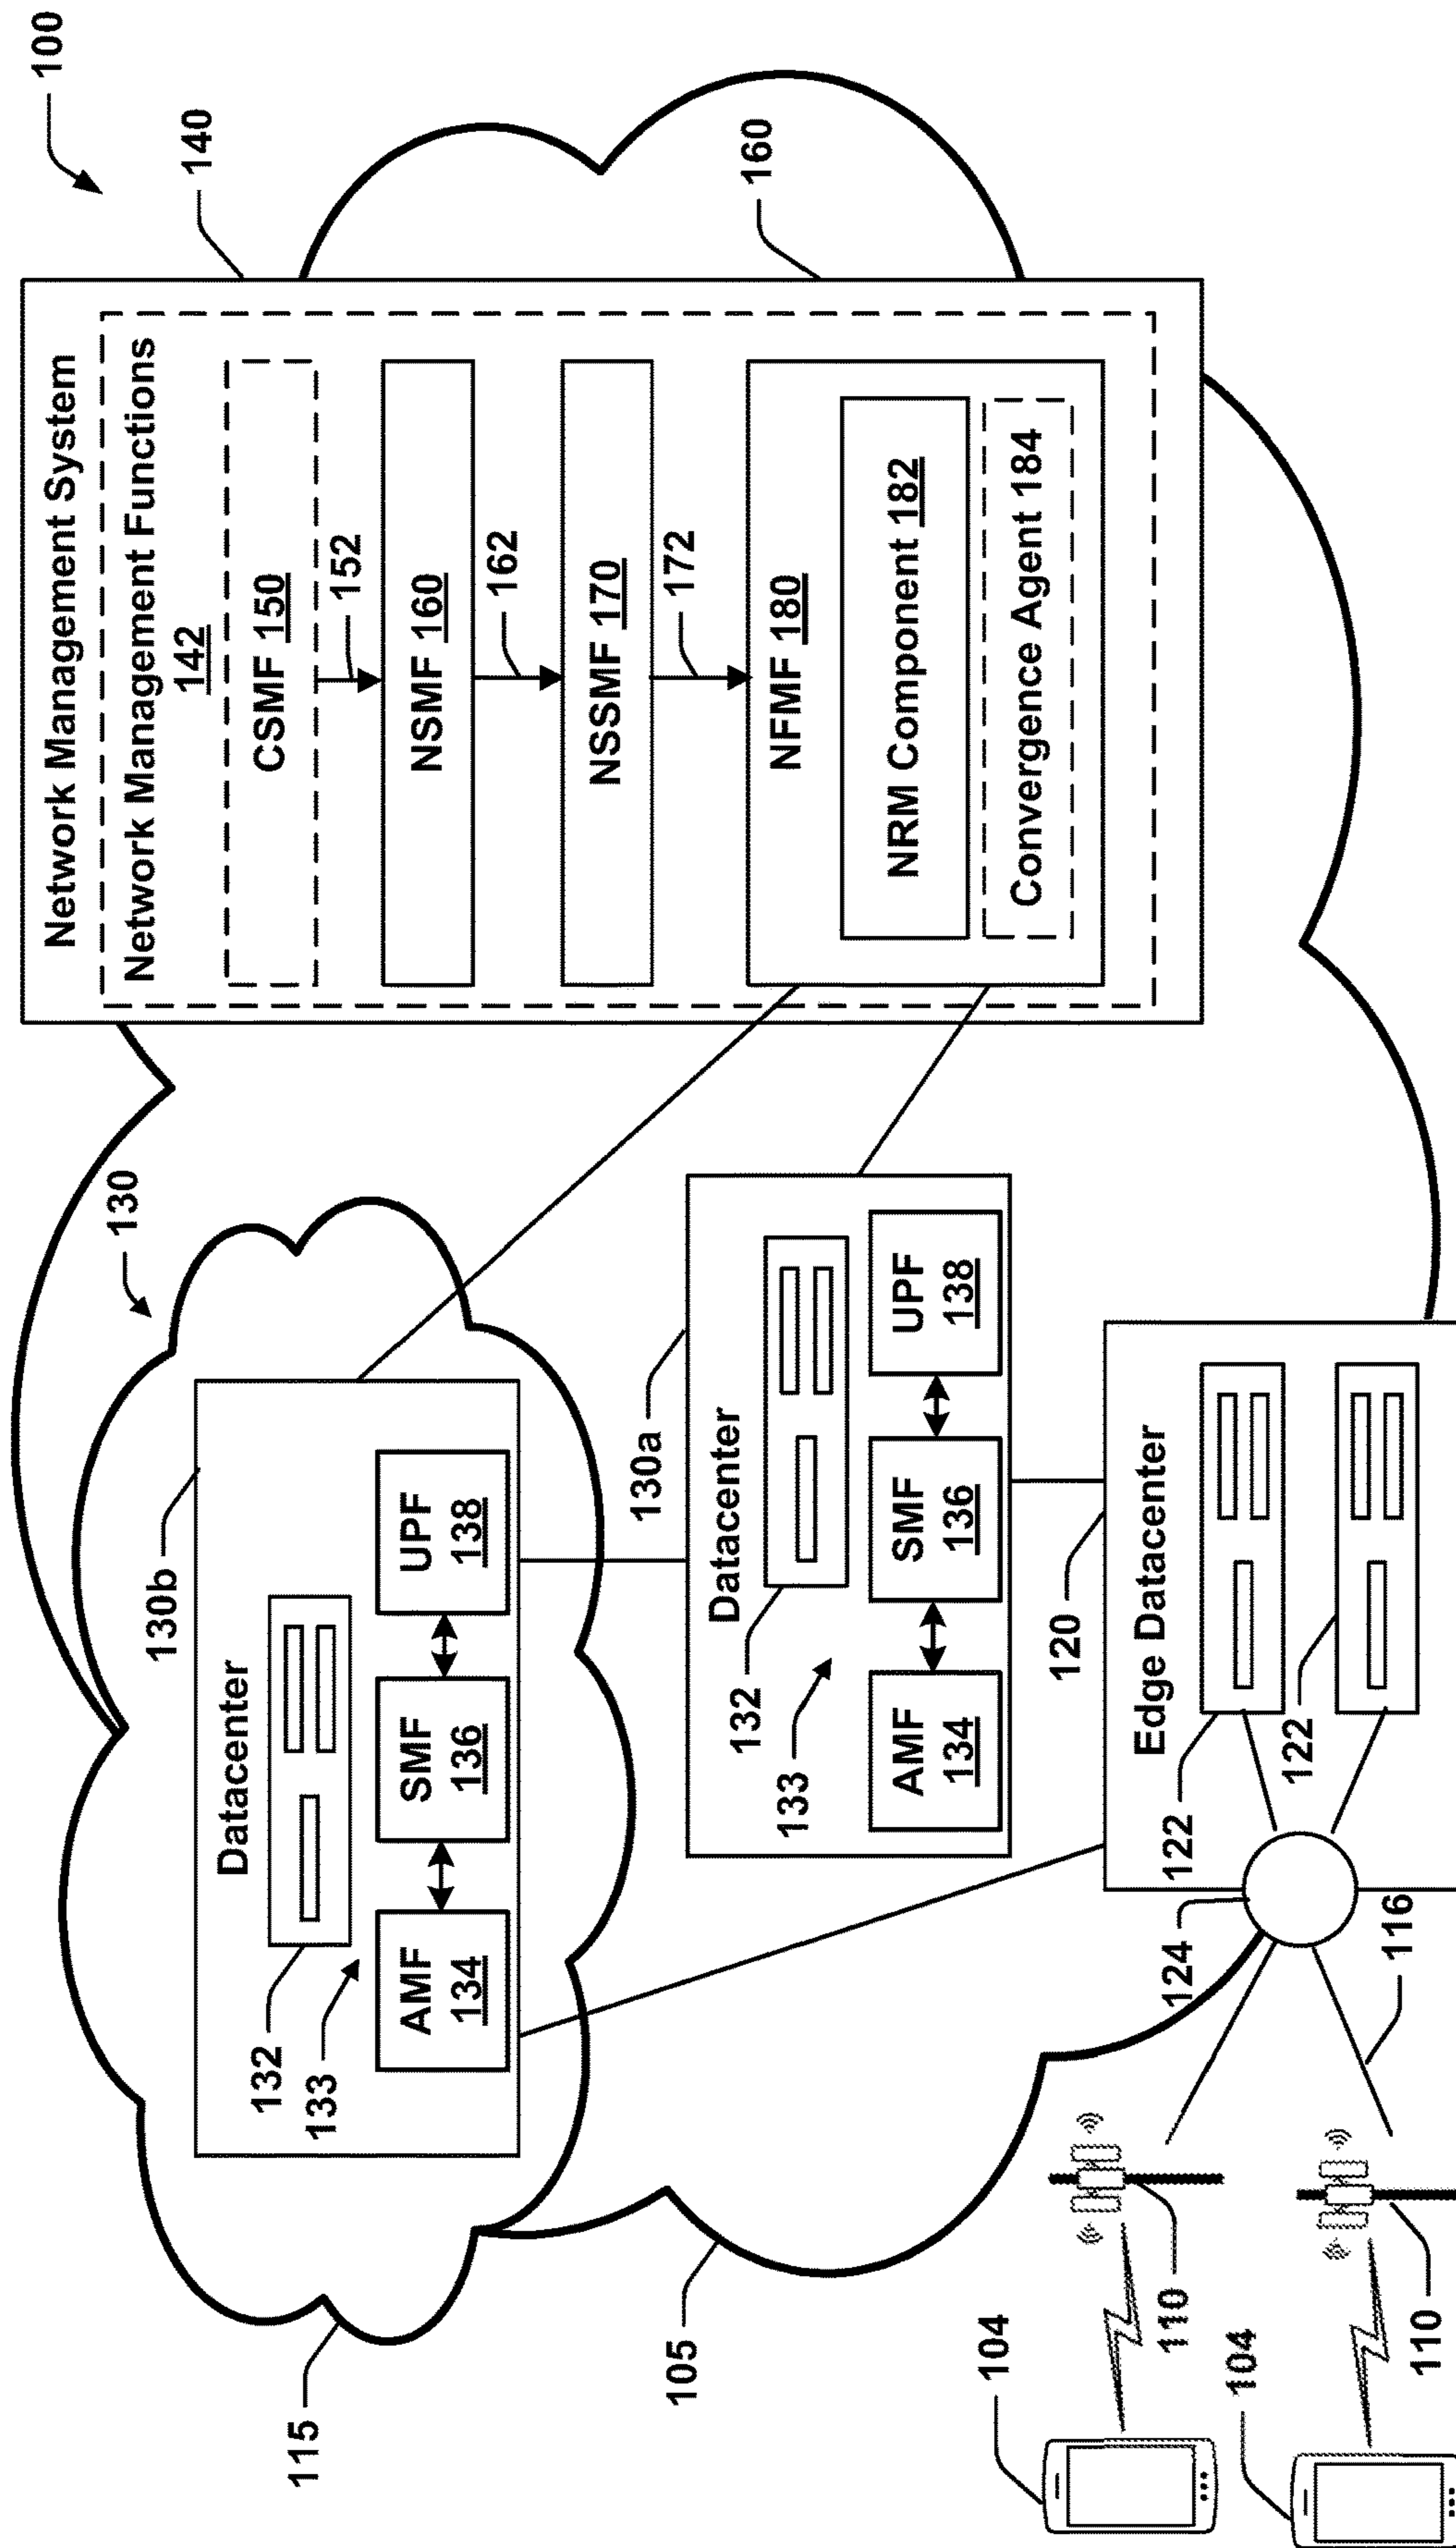 100
140
Network Management System
Network Management Functions
142
CSMF 150
152
NSMF 160
162
NSSMF 170
172
NFMF 180
NRM Component 182
Convergence Agent 184
160
130
130b
Datacenter
132
133
AMF
134
SMF
136
UPF
138
130a
Datacenter
132
133
AMF
134
SMF
136
UPF
138
120
Edge Datacenter
122
122
124
116
115
105
104
110
104
110